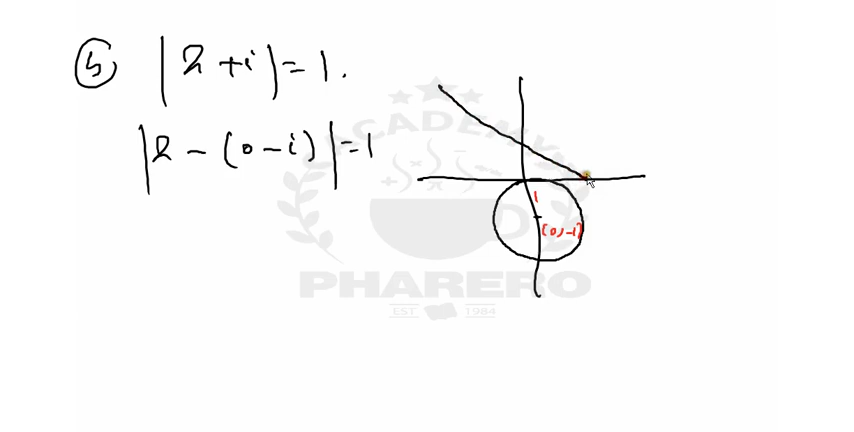 (5) |z + i| = 1.
|z - (0 - i)| = 1
1
(0, -1)
ACADEMY
PHARERO
EST 1984